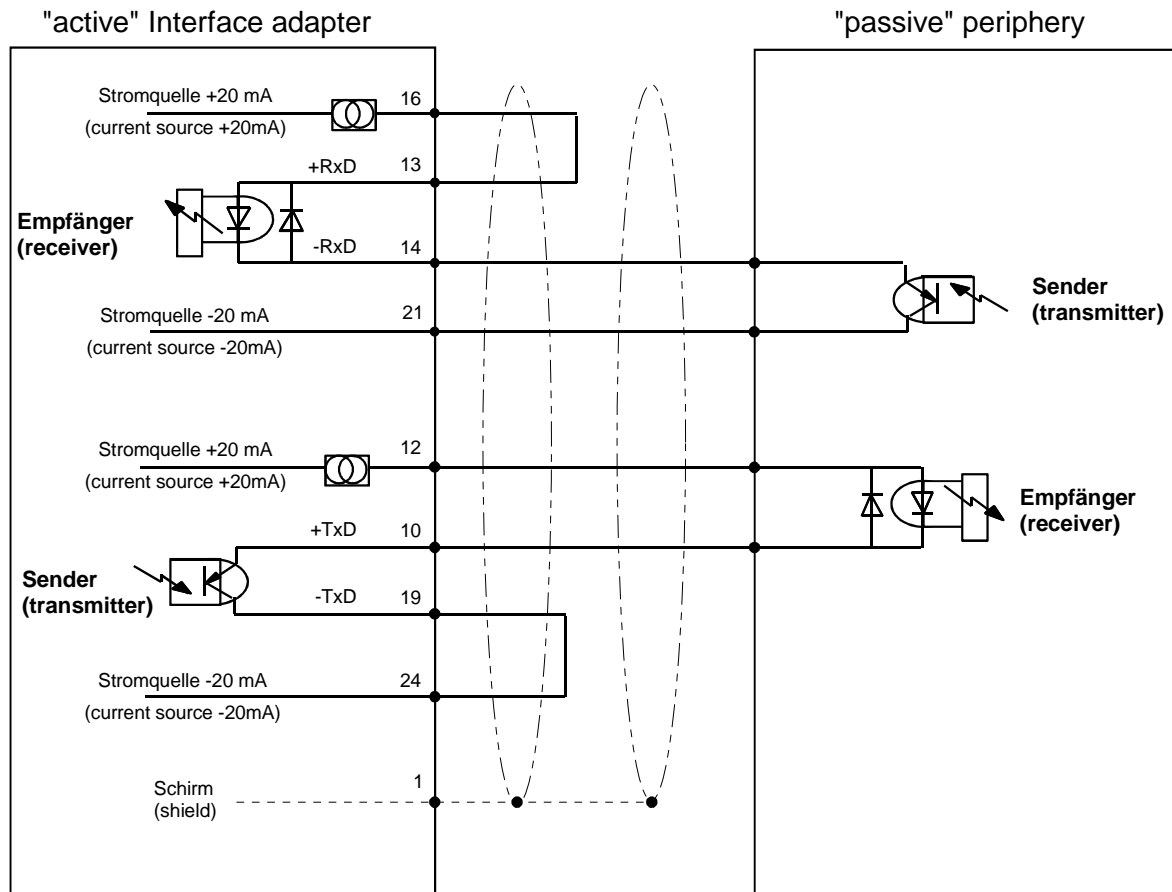 "active" Interface adapter
"passive" periphery
Stromquelle +20 mA
16
(current source +20mA)
+RxD
13
Empfänger
(receiver)
-RxD
14
Sender
(transmitter)
Stromquelle -20 mA
21
(current source -20mA)
Stromquelle +20 mA
12
(current source +20mA)
Empfänger
(receiver)
+TxD
10
Sender
(transmitter)
-TxD
19
Stromquelle -20 mA
24
(current source -20mA)
Schirm
(shield)
1